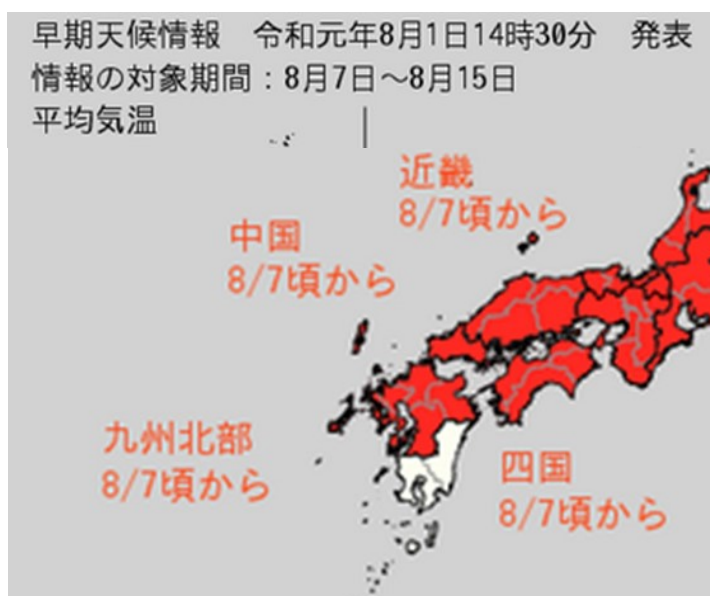 早期天候情報　令和元年8月1日14時30分　発表
情報の対象期間：8月7日～8月15日
平均気温
近畿
8/7頃から
中国
8/7頃から
九州北部
8/7頃から
四国
8/7頃から